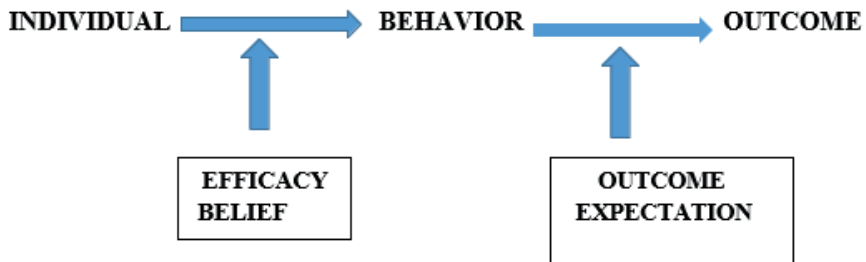 INDIVIDUAL BEHAVIOR OUTCOME
EFFICACY
BELIEF
OUTCOME
EXPECTATION